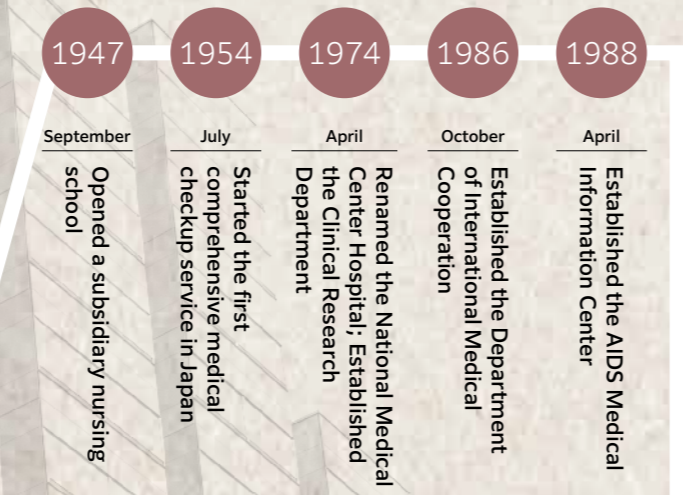 1947
September
Opened a subsidiary nursing
school
1954
July
Started the first
comprehensive medical
checkup service in Japan
1974
April
Renamed the National Medical
Center Hospital; Established
the Clinical Research
Department
1986
October
Established the Department
of International Medical
Cooperation
1988
April
Established the AIDS Medical
Information Center